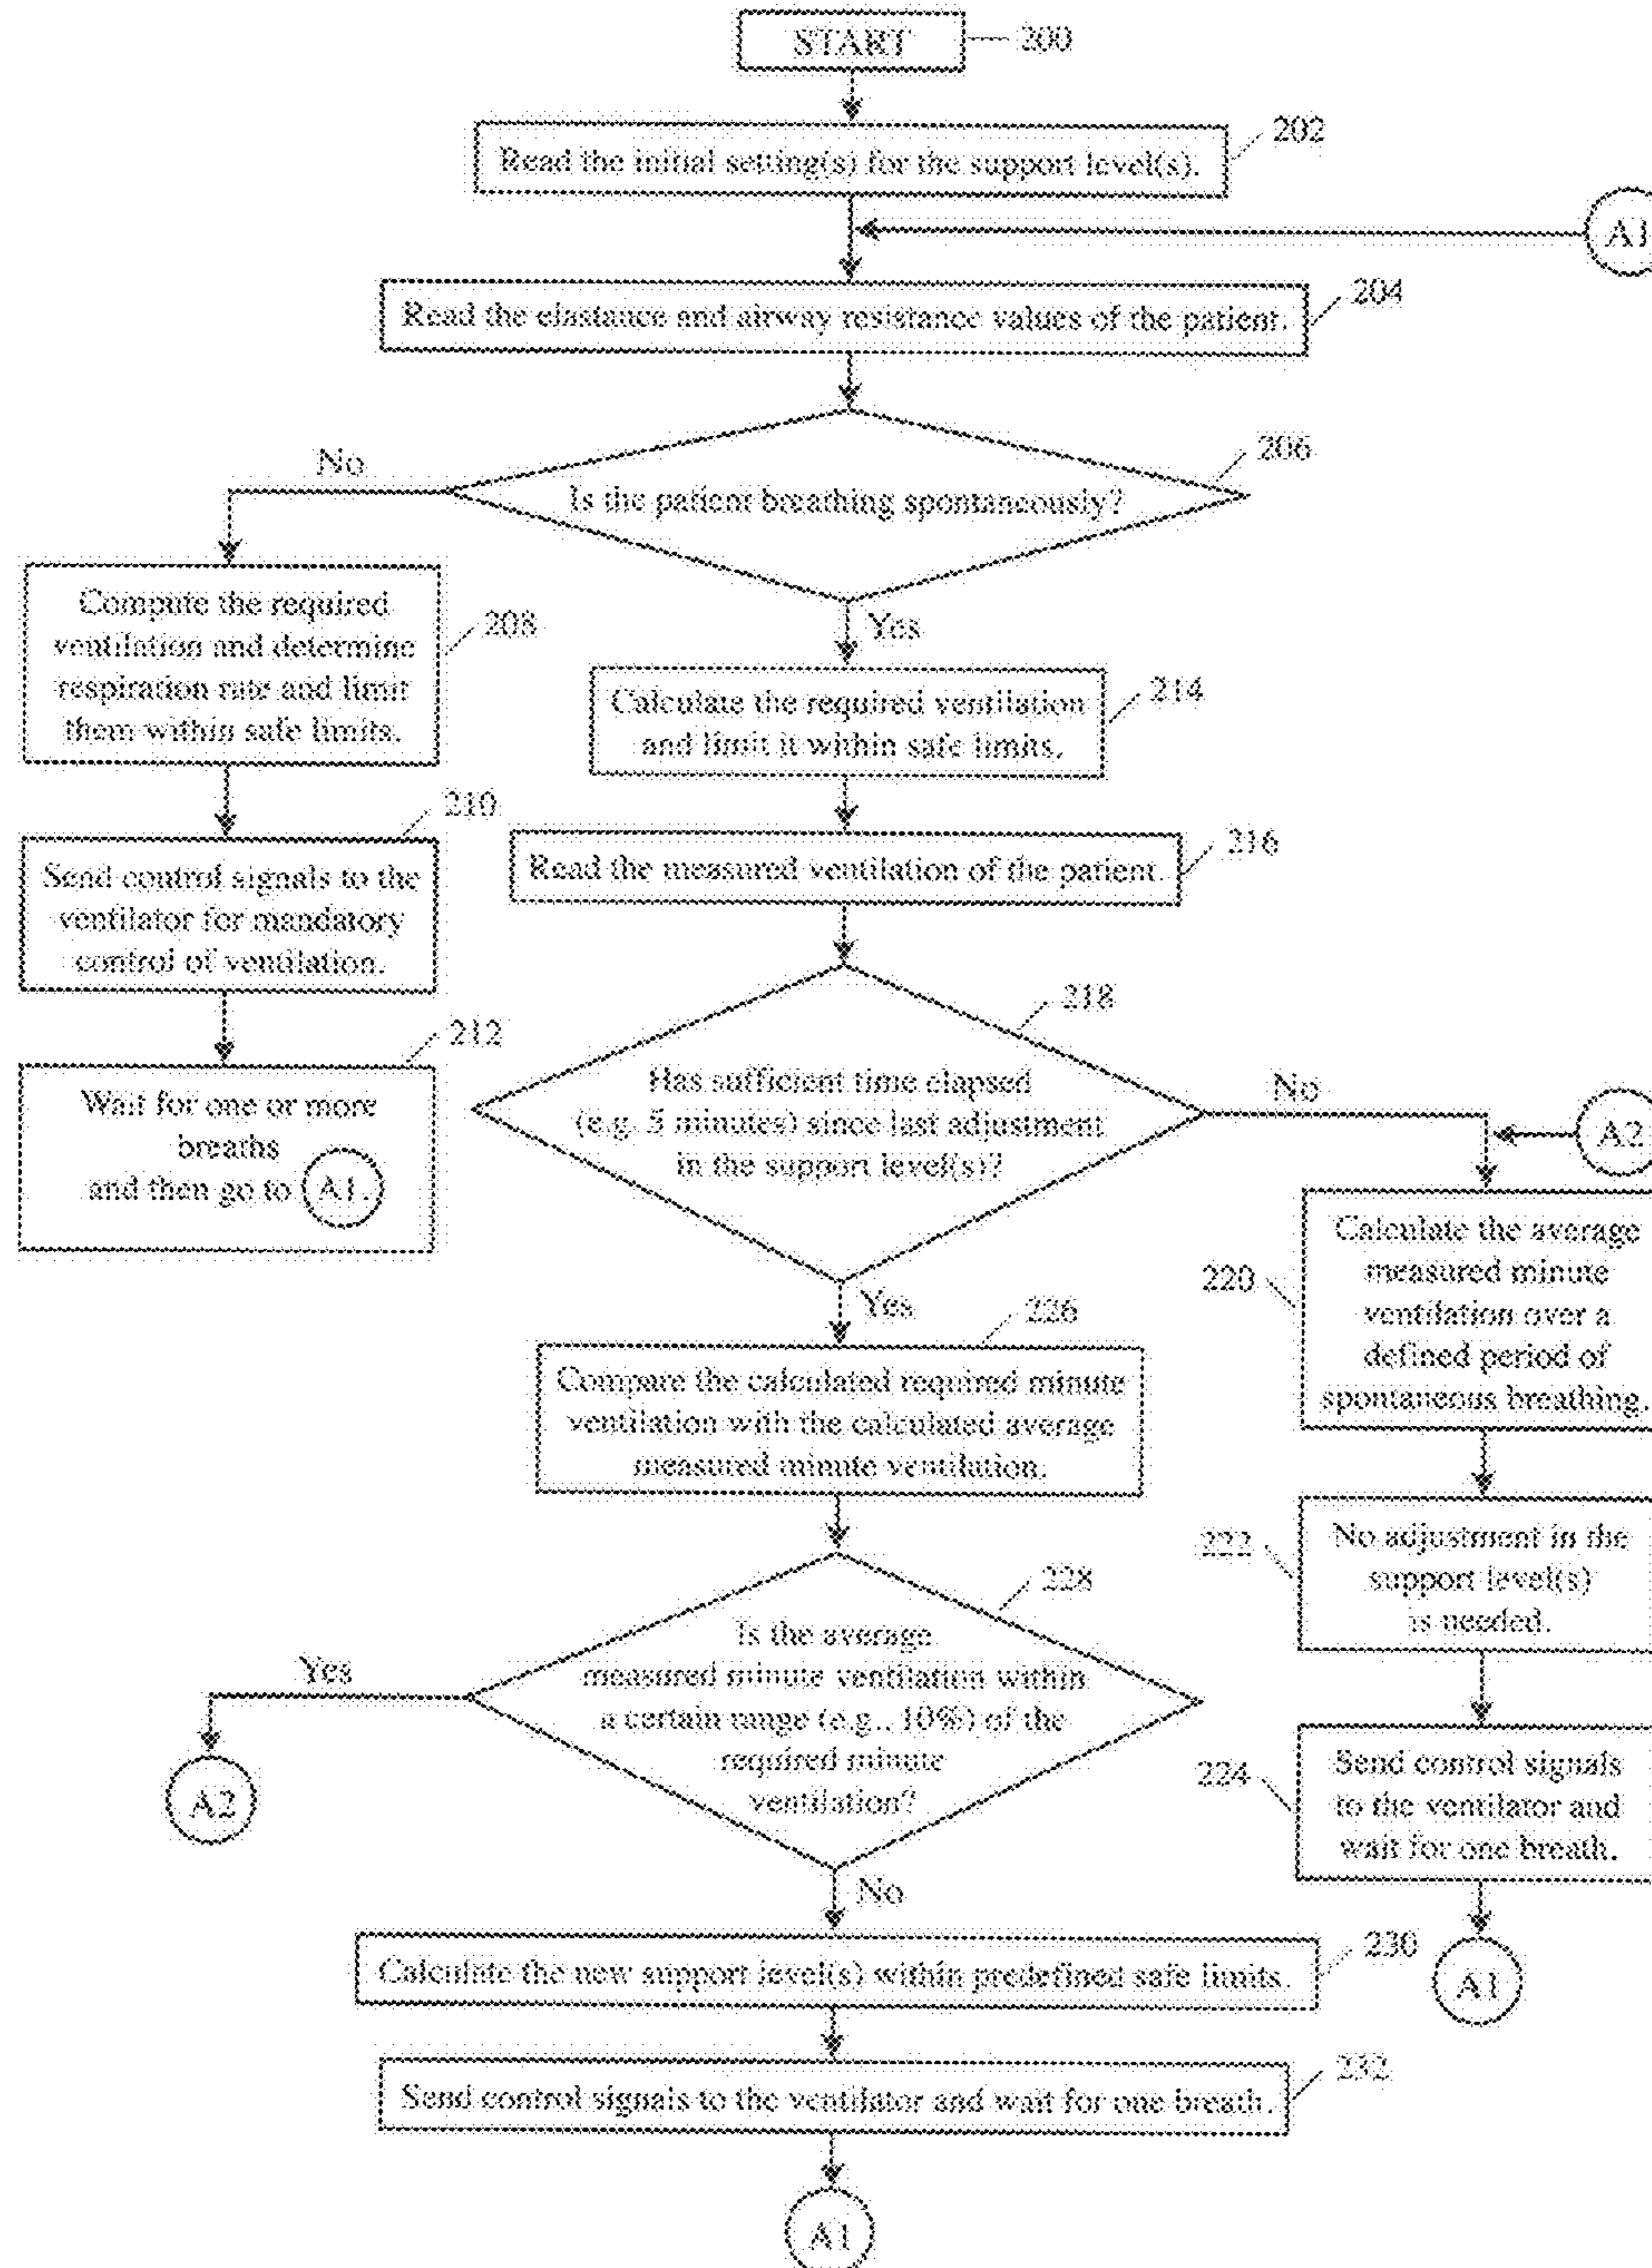 START
200
Read the initial setting(s) for the support level(s).
202
A1
Read the elastance and airway resistance values of the patient.
204
Is the patient breathing spontaneously?
206
No
Compute the required
ventilation and determine
respiration rate and limit
them within safe limits.
208
Send control signals to the
ventilator for mandatory
control of ventilation.
210
Wait for one or more
breaths
and then go to A1.
212
Yes
Calculate the required ventilation
and limit it within safe limits.
214
Read the measured ventilation of the patient.
216
Has sufficient time elapsed
(e.g. 5 minutes) since last adjustment
in the support level(s)?
218
No
A2
Calculate the average
measured minute
ventilation over a
defined period of
spontaneous breathing.
220
No adjustment in the
support level(s)
is needed.
222
Send control signals
to the ventilator and
wait for one breath.
224
A1
Yes
Compare the calculated required minute
ventilation with the calculated average
measured minute ventilation.
226
Is the average
measured minute ventilation within
a certain range (e.g., 10%) of the
required minute
ventilation?
228
Yes
A2
No
Calculate the new support level(s) within predefined safe limits.
230
Send control signals to the ventilator and wait for one breath.
232
A1